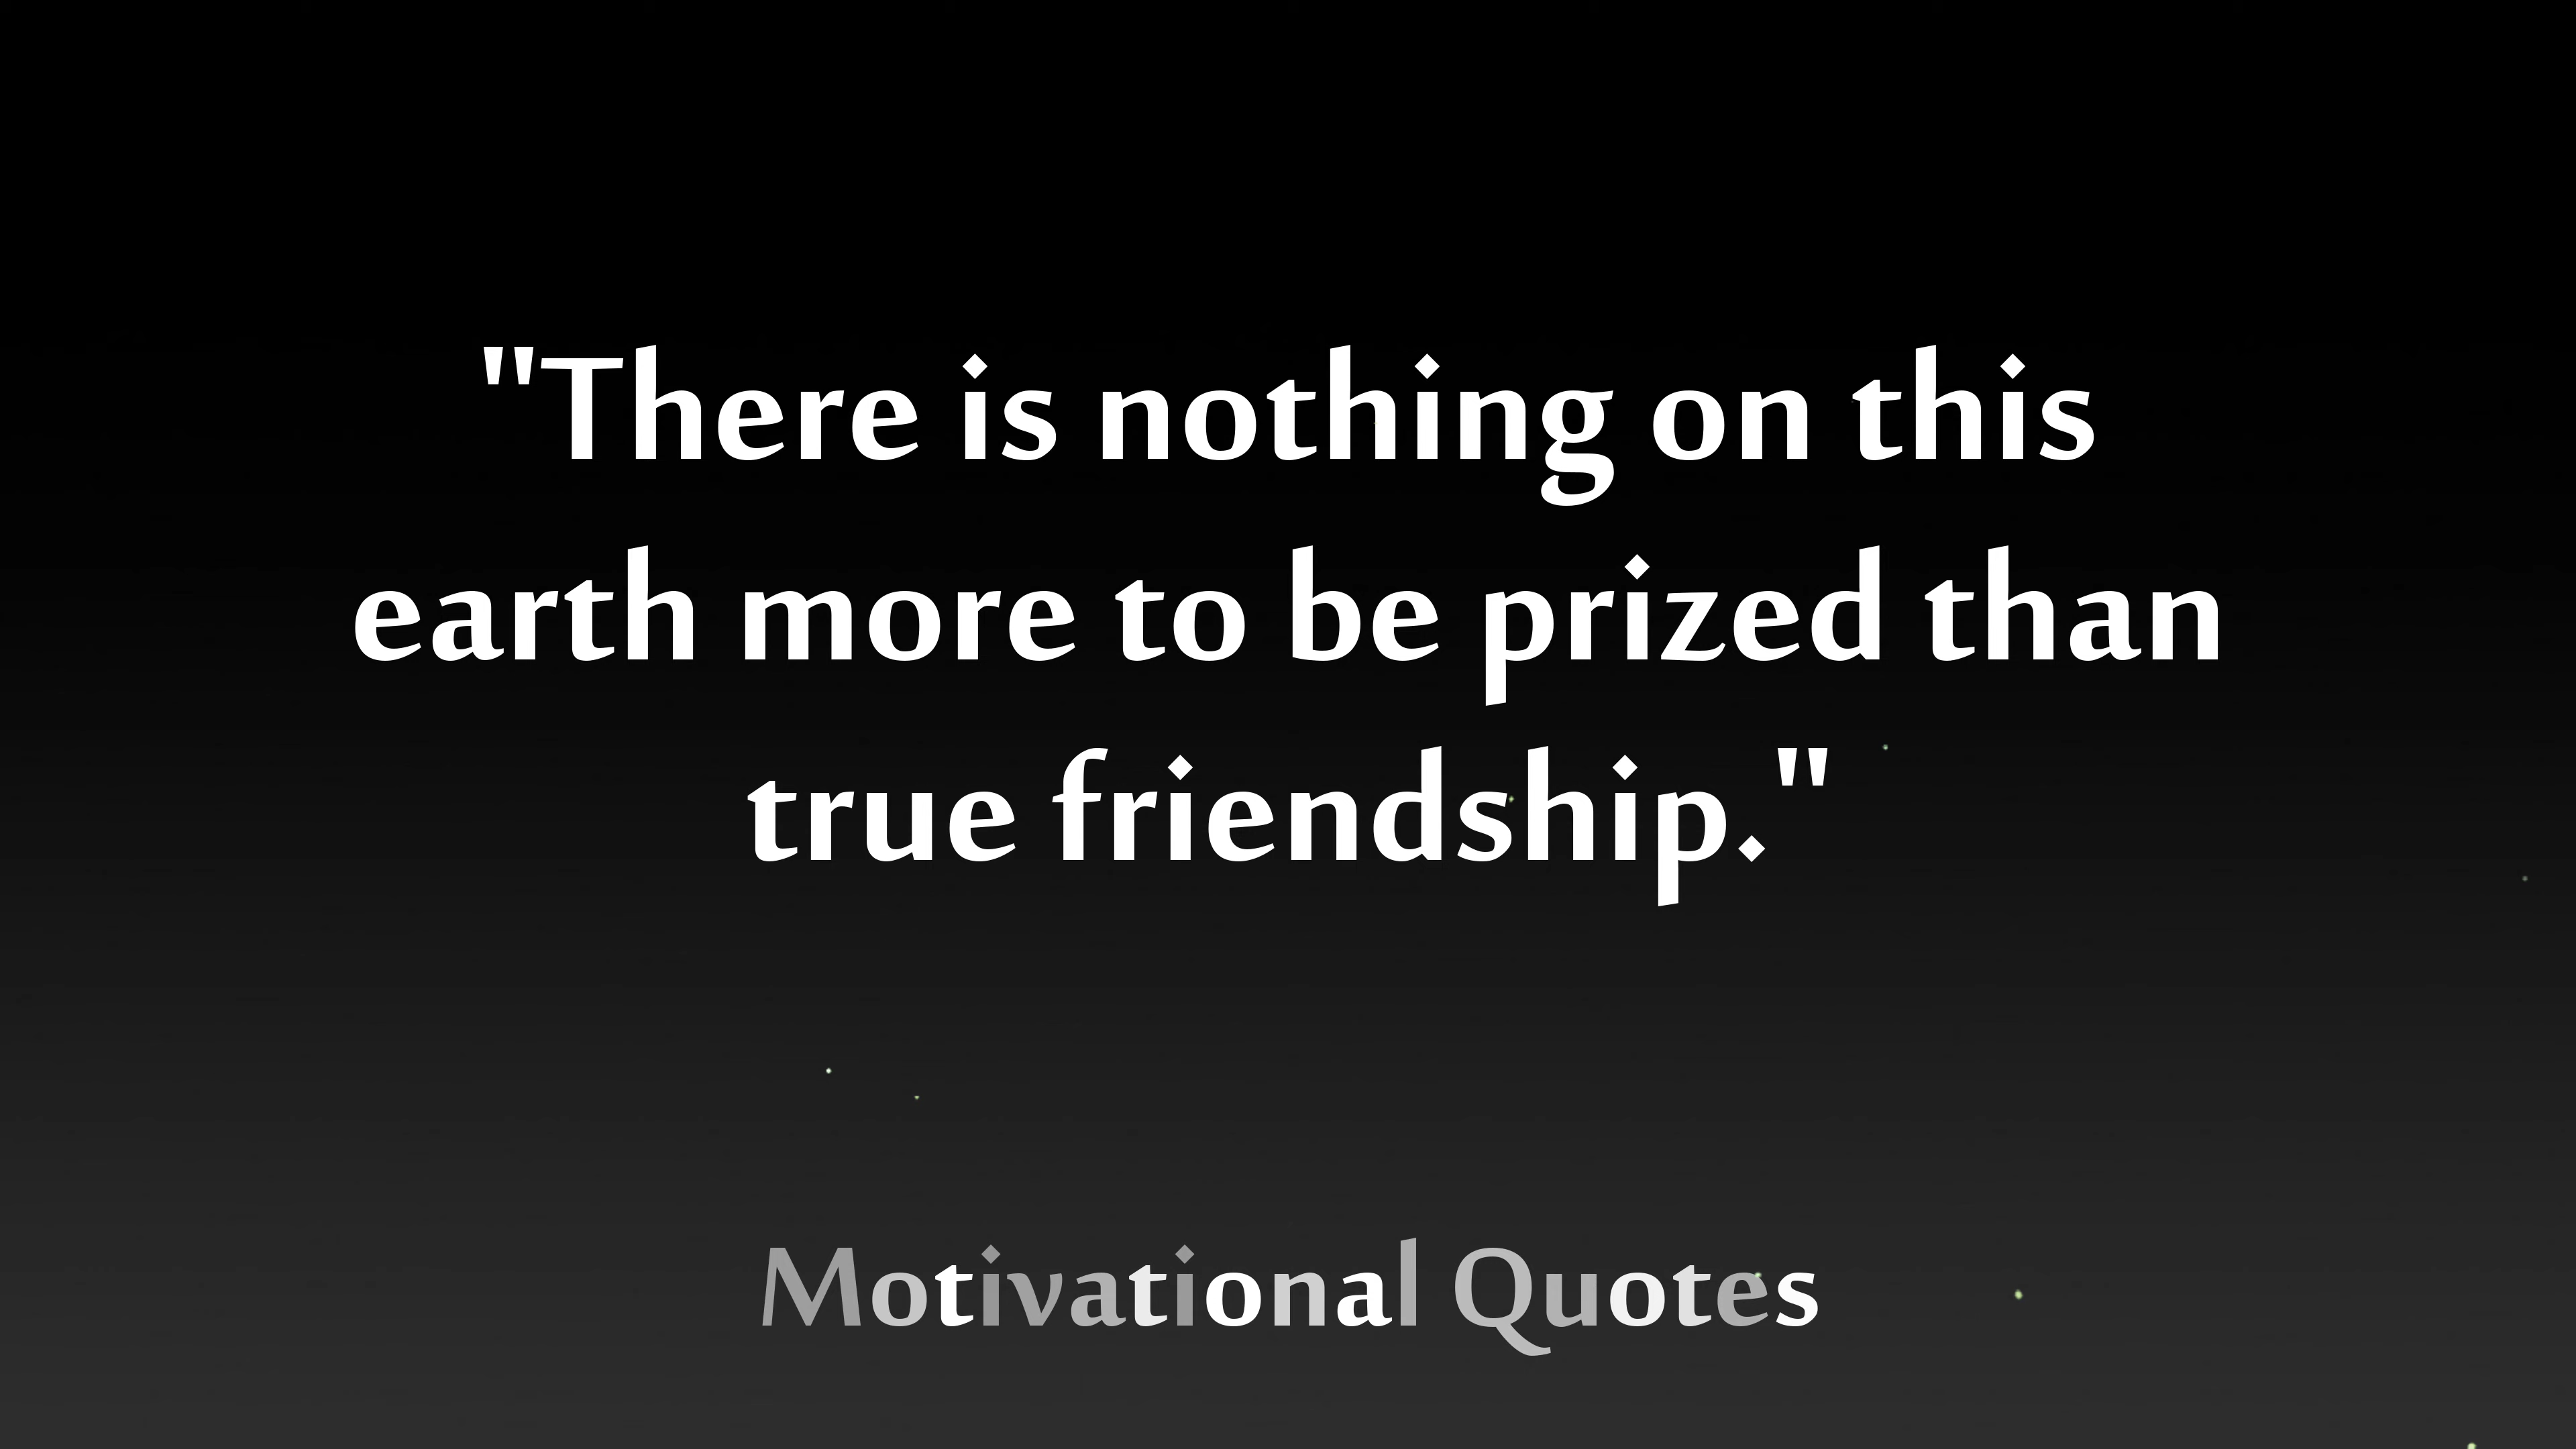 "There is nothing on this
earth more to be prized than
true friendship."
Motivational Quotes